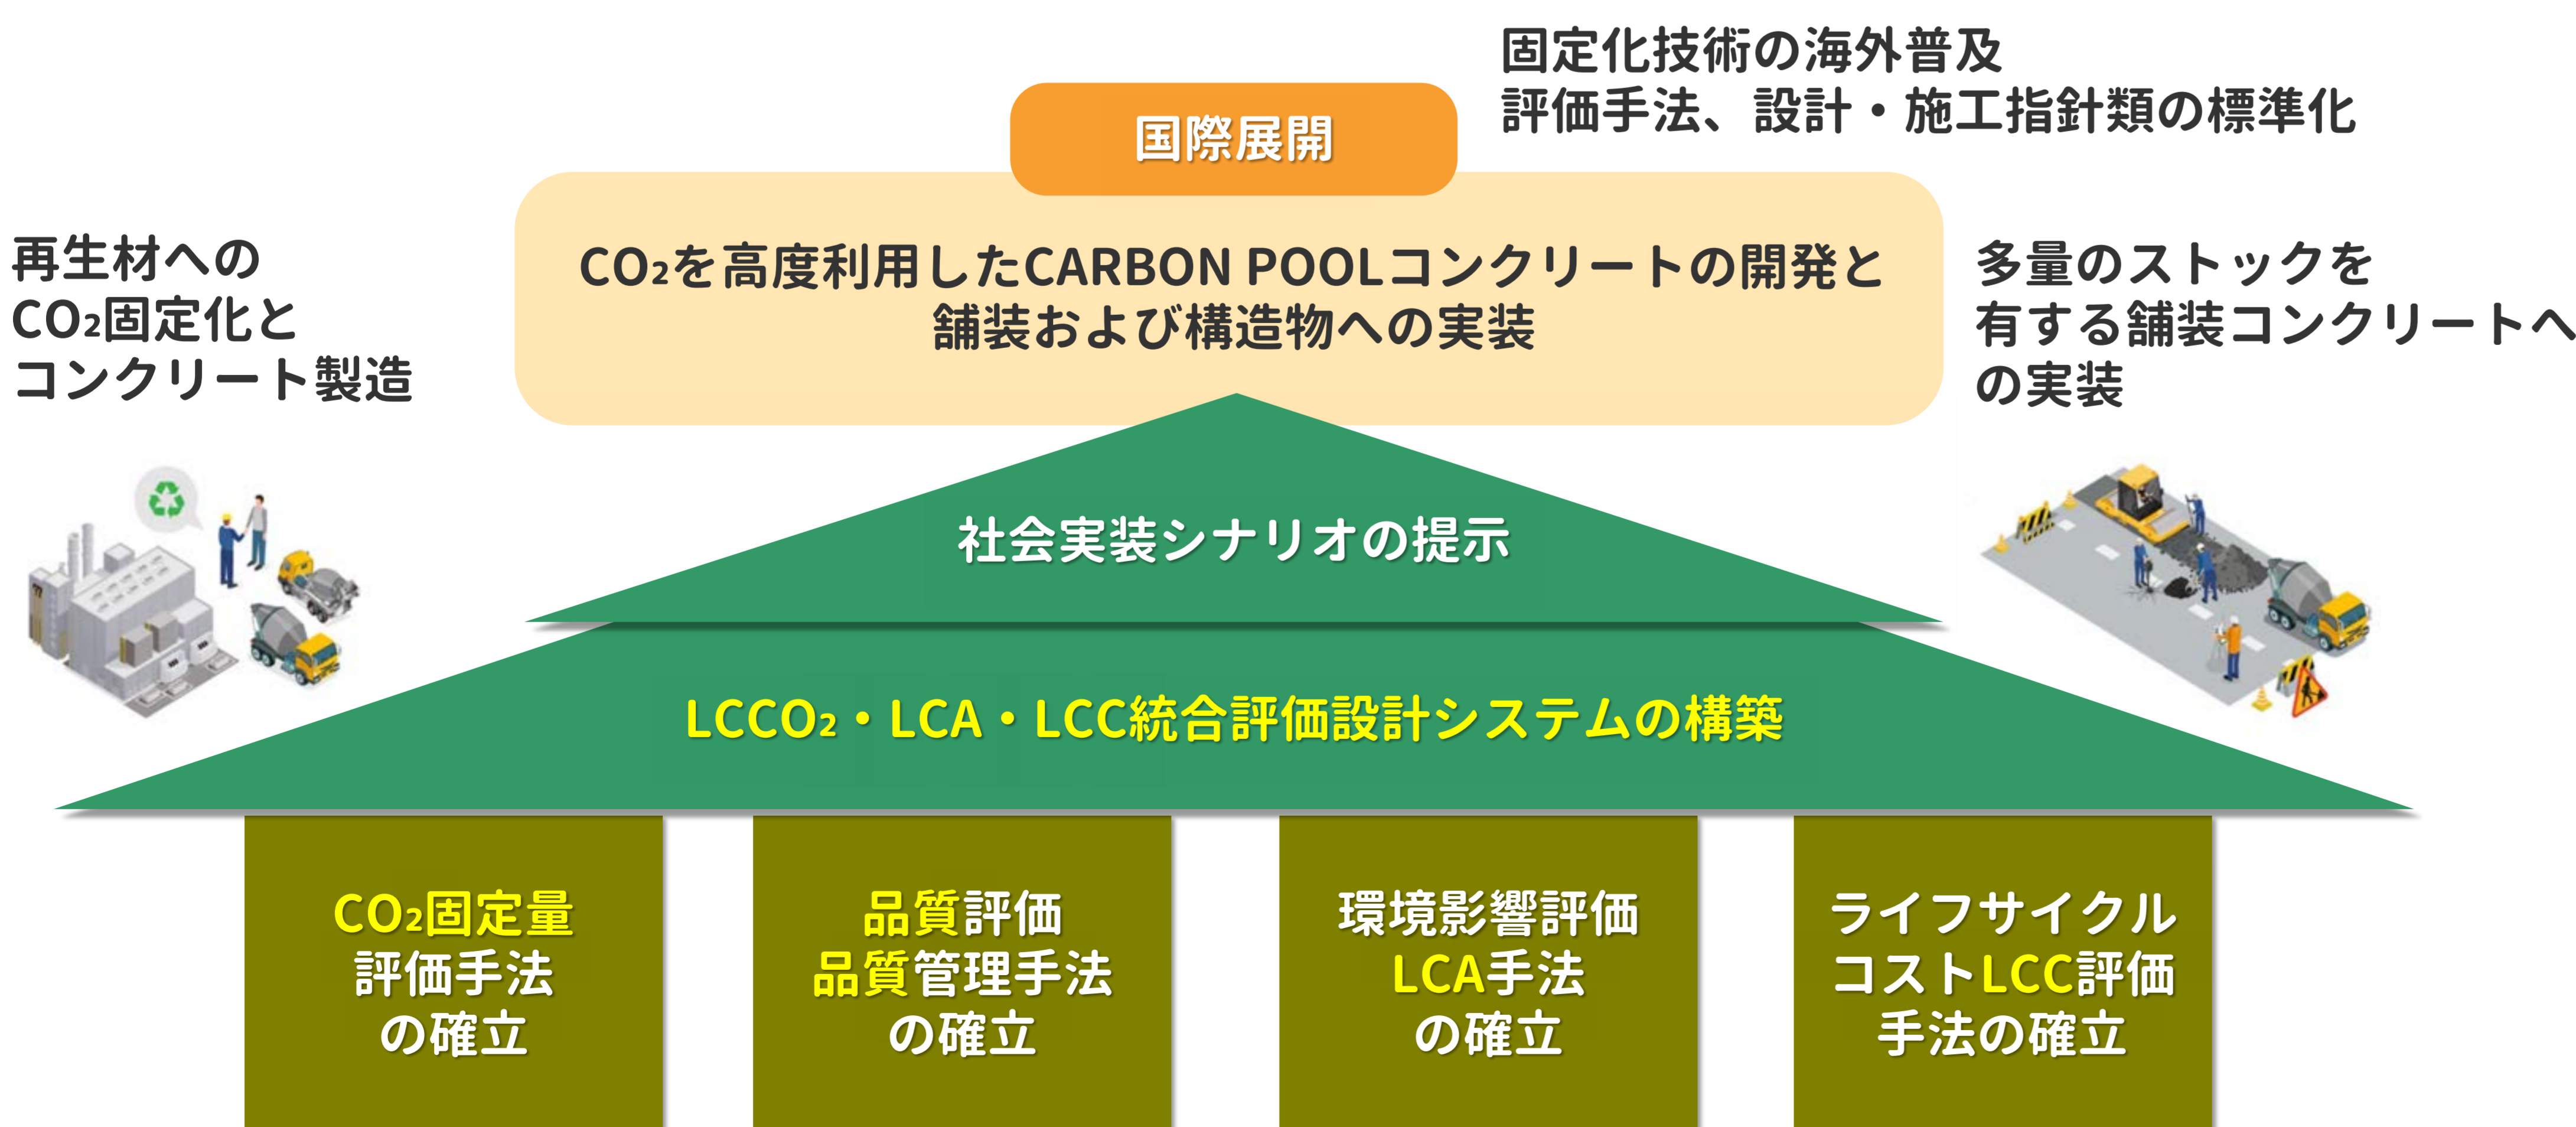 固定化技術の海外普及
評価手法、設計・施工指針類の標準化
国際展開
再生材への
CO₂固定化と
コンクリート製造
CO₂を高度利用したCARBON POOLコンクリートの開発と
舗装および構造物への実装
多量のストックを
有する舗装コンクリートへ
の実装
社会実装シナリオの提示
LCCO₂・LCA・LCC統合評価設計システムの構築
CO₂固定量
評価手法
の確立
品質評価
品質管理手法
の確立
環境影響評価
LCA手法
の確立
ライフサイクル
コストLCC評価
手法の確立